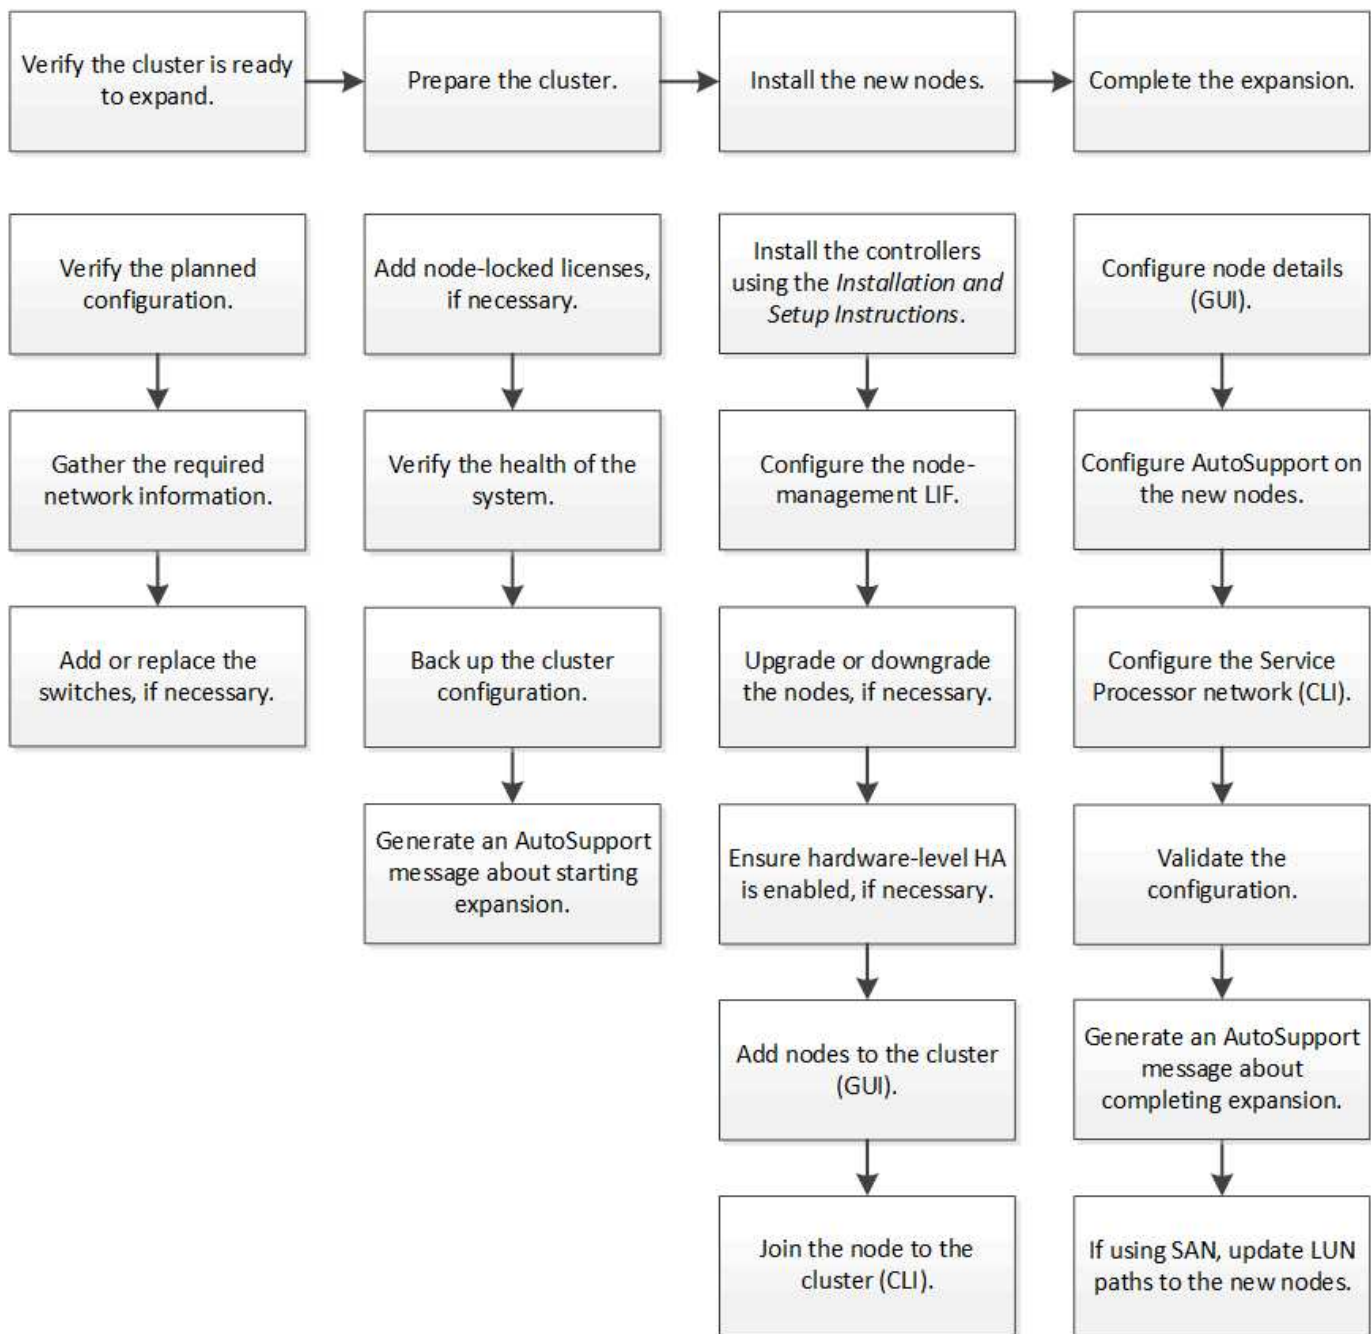 Verify the cluster is ready
to expand.
Prepare the cluster.
Install the new nodes.
Complete the expansion.
Verify the planned
configuration.
Gather the required
network information.
Add or replace the
switches, if necessary.
Add node-locked licenses,
if necessary.
Verify the health of the
system.
Back up the cluster
configuration.
Generate an AutoSupport
message about starting
expansion.
Install the controllers
using the Installation and
Setup Instructions.
Configure the node-
management LIF.
Upgrade or downgrade
the nodes, if necessary.
Ensure hardware-level HA
is enabled, if necessary.
Add nodes to the cluster
(GUI).
Join the node to the
cluster (CLI).
Configure node details
(GUI).
Configure AutoSupport on
the new nodes.
Configure the Service
Processor network (CLI).
Validate the
configuration.
Generate an AutoSupport
message about
completing expansion.
If using SAN, update LUN
paths to the new nodes.